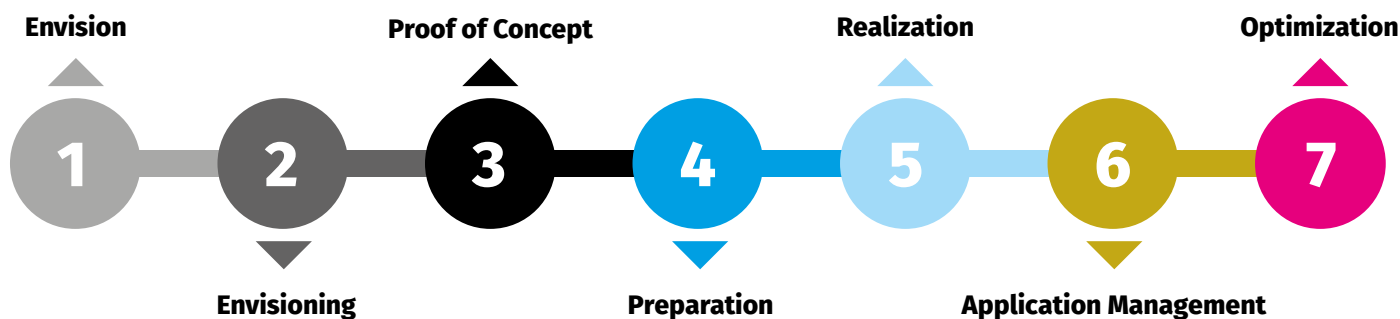 Envision
Proof of Concept
Realization
Optimization
1
2
3
4
5
6
7
Envisioning
Preparation
Application Management